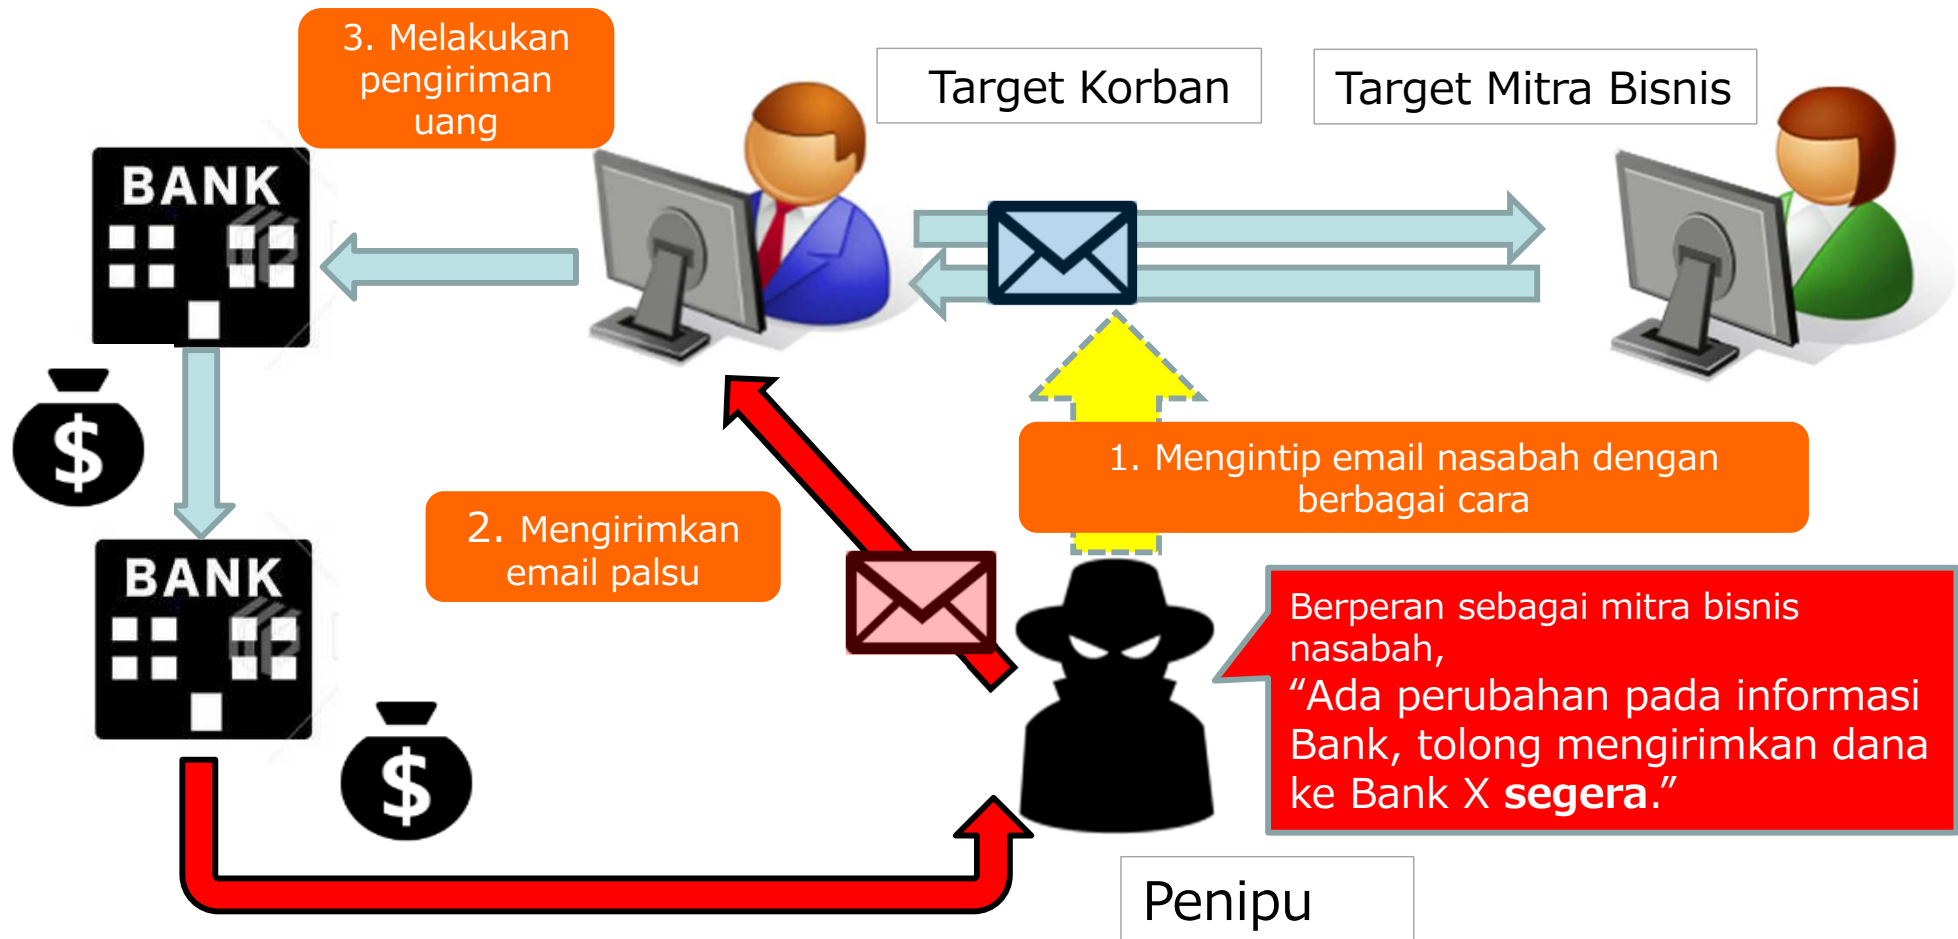 3. Melakukan
pengiriman
uang
Target Korban
Target Mitra Bisnis
BANK
$
1. Mengintip email nasabah dengan
berbagai cara
2. Mengirimkan
email palsu
BANK
$
Berperan sebagai mitra bisnis
nasabah,
“Ada perubahan pada informasi
Bank, tolong mengirimkan dana
ke Bank X segera.”
Penipu